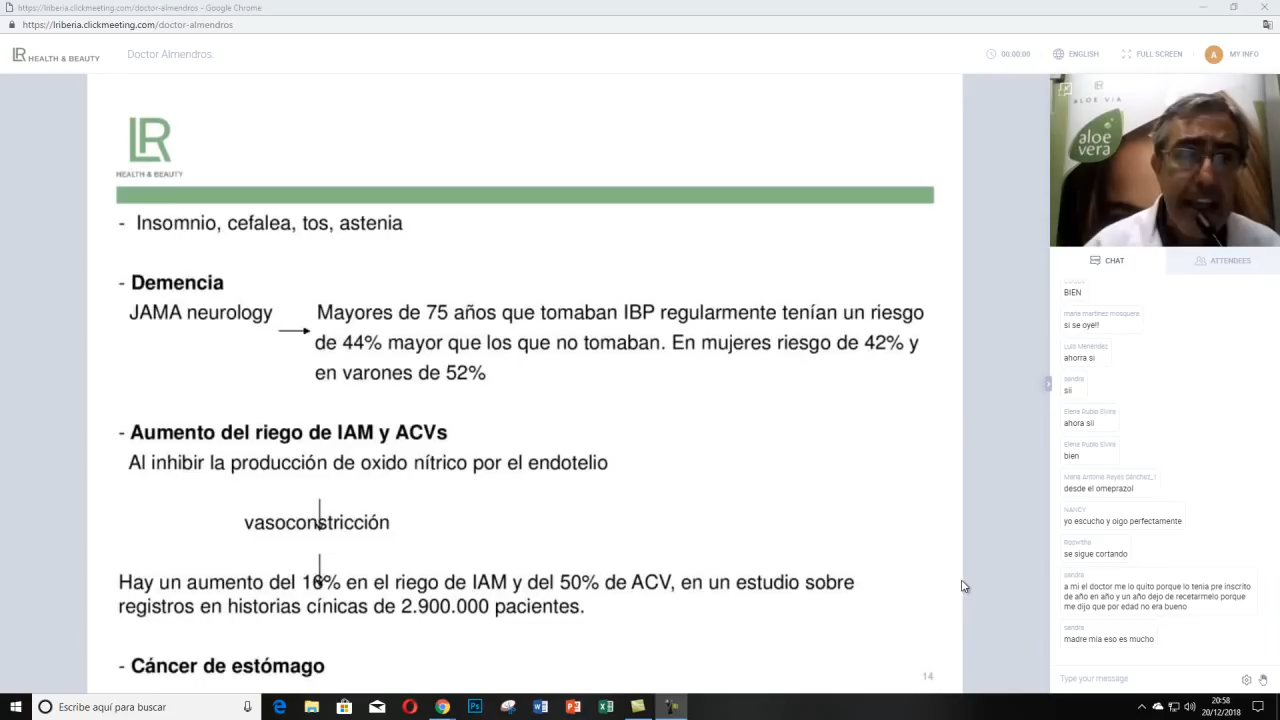 https://lriberia.clickmeeting.com/doctor-almendros - Google Chrome
https://lriberia.clickmeeting.com/doctor-almendros
LR HEALTH & BEAUTY
Doctor Almendros.
00:00:00
ENGLISH
FULL SCREEN
A
MY INFO
LR
HEALTH & BEAUTY
- Insomnio, cefalea, tos, astenia
- Demencia
JAMA neurology
Mayores de 75 años que tomaban IBP regularmente tenían un riesgo
de 44% mayor que los que no tomaban. En mujeres riesgo de 42% y
en varones de 52%
- Aumento del riego de IAM y ACVs
Al inhibir la producción de oxido nítrico por el endotelio
vasoconstricción
Hay un aumento del 16% en el riego de IAM y del 50% de ACV, en un estudio sobre
registros en historias cínicas de 2.900.000 pacientes.
- Cáncer de estómago
14
ALOE VIA
aloe
vera
CHAT
ATTENDEES
BIEN
maria martinez mosquera
si se oye!!
Luis Menéndez
ahorra si
sandra
sii
Elena Rubio Elvira
ahora sii
Elena Rubio Elvira
bien
Maria Antonia Reyes Sánchez_1
desde el omeprazol
NANCY
yo escucho y oigo perfectamente
Roswitha
se sigue cortando
sandra
a mi el doctor me lo quito porque lo tenia pre inscrito
de año en año y un año dejo de recetarmelo porque
me dijo que por edad no era bueno
sandra
madre mia eso es mucho
Type your message
Escribe aquí para buscar
20:58
20/12/2018